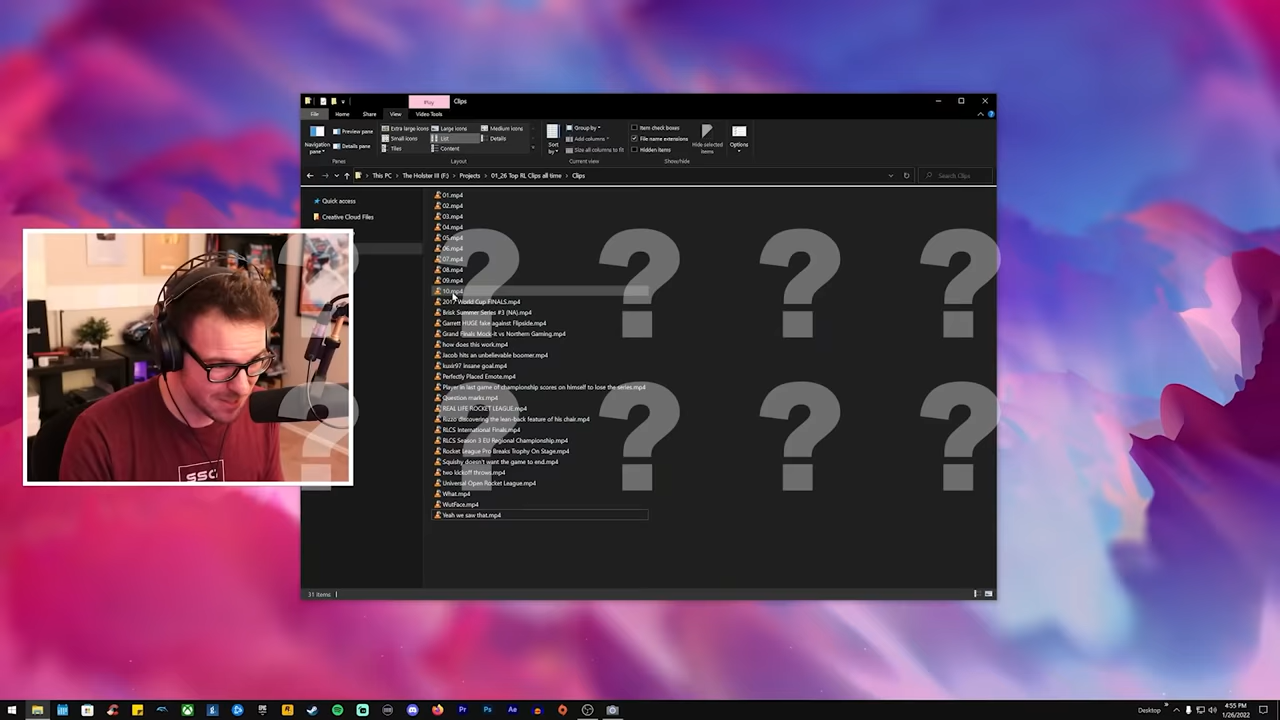 Play
Clips
File
Home
Share
View
Video Tools
Navigation pane
Preview pane
Details pane
Extra large icons
Large icons
Medium icons
Small icons
List
Details
Tiles
Content
Sort by
Group by
Add columns
Size all columns to fit
Item check boxes
File name extensions
Hidden items
Hide selected items
Options
Panes
Layout
Current view
Show/hide
This PC > The Holster III (F:) > Projects > 01_26 Top RL Clips all time > Clips
Search Clips
Quick access
Creative Cloud Files
01.mp4
02.mp4
03.mp4
04.mp4
05.mp4
06.mp4
07.mp4
08.mp4
09.mp4
10.mp4
2017 World Cup FINALS.mp4
Brisk Summer Series #3 (NA).mp4
Garrett HUGE fake against Flipside.mp4
Grand Finals Mock-it vs Northern Gaming.mp4
how does this work.mp4
Jacob hits an unbelievable boomer.mp4
kuxir97 insane goal.mp4
Perfectly Placed Emote.mp4
Player in last game of championship scores on himself to lose the series.mp4
Question marks.mp4
REAL LIFE ROCKET LEAGUE.mp4
Rizzo discovering the lean-back feature of his chair.mp4
RLCS International Finals.mp4
RLCS Season 3 EU Regional Championship.mp4
Rocket League Pro Breaks Trophy On Stage.mp4
Squishy doesn't want the game to end.mp4
two kickoff throws.mp4
Universal Open Rocket League.mp4
What.mp4
WutFace.mp4
Yeah we saw that.mp4
? ? ? ? ?
? ? ? ? ?
SSG
31 items
Pr
Ps
Ae
Desktop
4:55 PM
1/26/2022